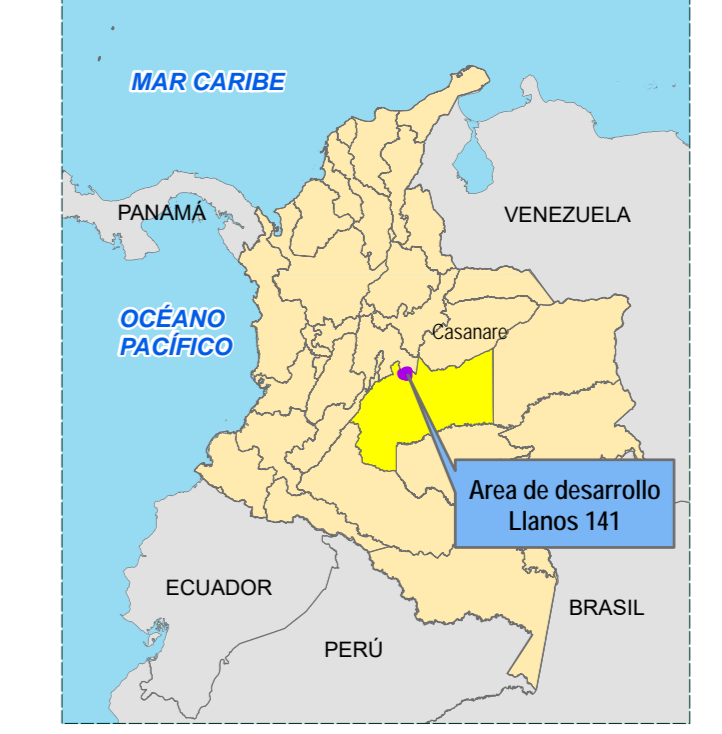 MAR CARIBE
PANAMÁ
VENEZUELA
OCÉANO
PACÍFICO
Casanare
Area de desarrollo
Llanos 141
ECUADOR
BRASIL
PERÚ